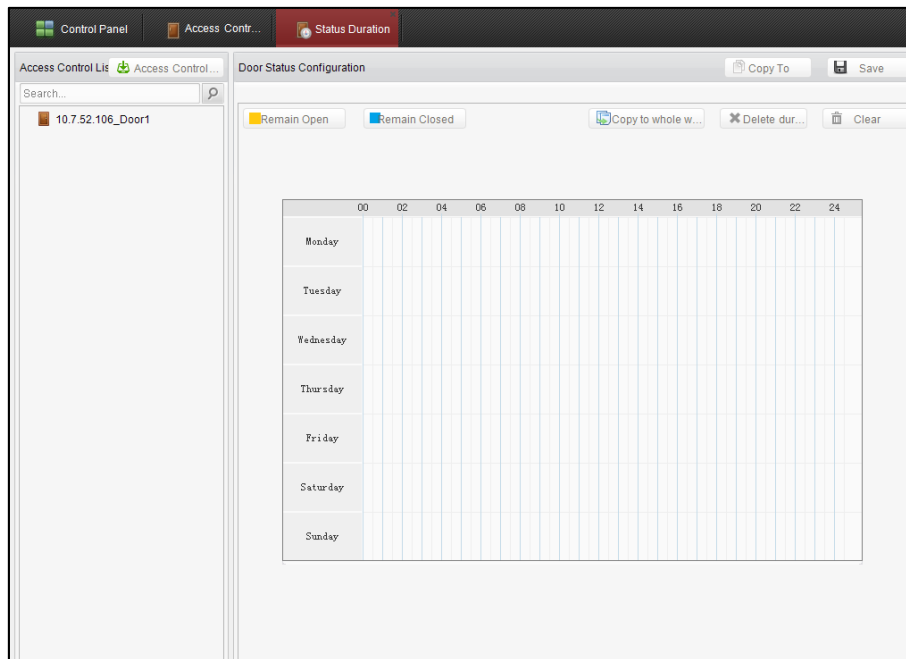 Control Panel
Access Contr...
Status Duration
Access Control Lis
Access Control...
Door Status Configuration
Copy To
Save
Search...
10.7.52.106_Door1
Remain Open
Remain Closed
Copy to whole w...
Delete dur...
Clear
00 02 04 06 08 10 12 14 16 18 20 22 24
Monday
Tuesday
Wednesday
Thursday
Friday
Saturday
Sunday